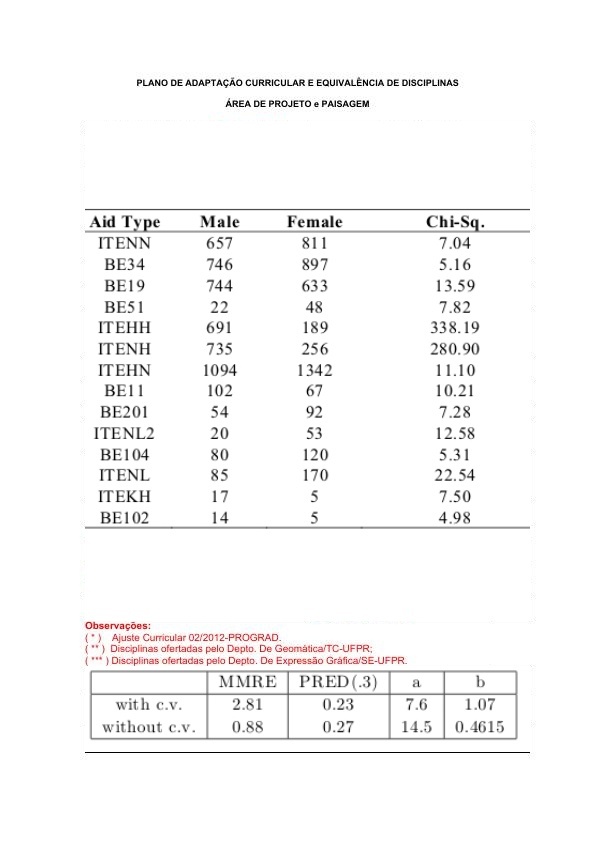 PLANO DE ADAPTAÇÃO CURRICULAR E EQUIVALÊNCIA DE DISCIPLINAS
ÁREA DE PROJETO e PAISAGEM
Aid Type Male Female Chi-Sq.
ITENN 657 811 7.04
BE34 746 897 5.16
BE19 744 633 13.59
BE51 22 48 7.82
ITEHH 691 189 338.19
ITENH 735 256 280.90
ITEHN 1094 1342 11.10
BE11 102 67 10.21
BE201 54 92 7.28
ITENL2 20 53 12.58
BE104 80 120 5.31
ITENL 85 170 22.54
ITEKH 17 5 7.50
BE102 14 5 4.98
Observações:
( * ) Ajuste Curricular 02/2012-PROGRAD.
( ** ) Disciplinas ofertadas pelo Depto. De Geomática/TC-UFPR;
( *** ) Disciplinas ofertadas pelo Depto. De Expressão Gráfica/SE-UFPR.
MMRE PRED(.3) a b
with c.v. 2.81 0.23 7.6 1.07
without c.v. 0.88 0.27 14.5 0.4615